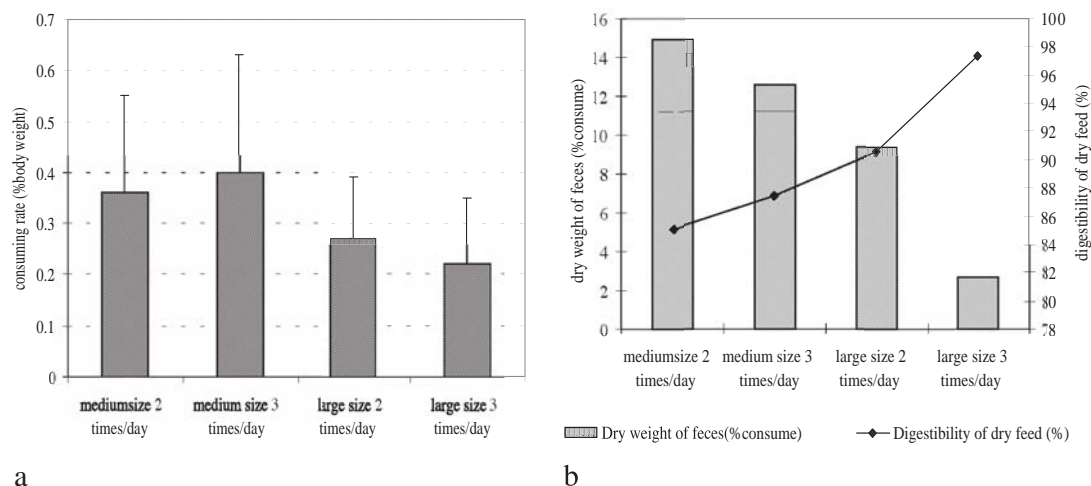 0.7
0.6
0.5
0.4
0.3
0.2
0.1
0
consuming rate (%body weight)
mediumsize 2 times/day
medium size 3 times/day
large size 2 times/day
large size 3 times/day
a
16
14
12
10
8
6
4
2
0
dry weight of feces (%consume)
100
98
96
94
92
90
88
86
84
82
80
78
digestibility of dry feed (%)
mediumsize 2 times/day
medium size 3 times/day
large size 2 times/day
large size 3 times/day
Dry weight of feces(%consume)
Digestibility of dry feed (%)
b